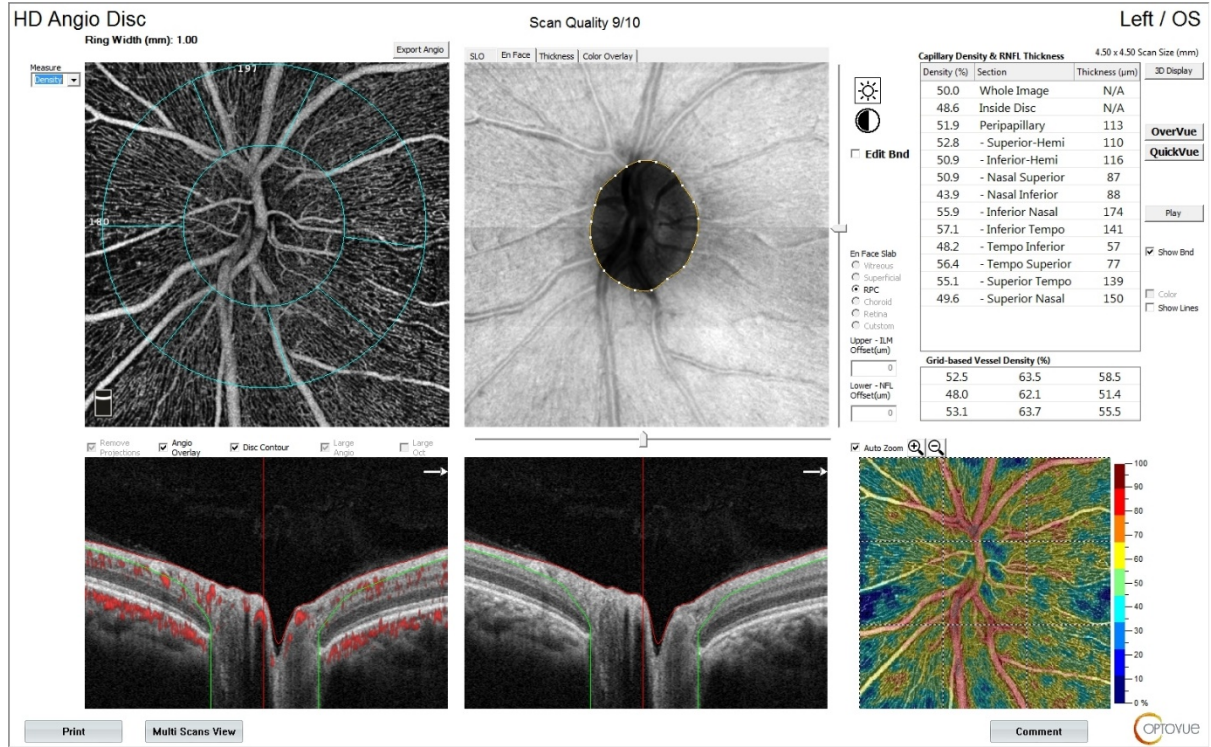 HD Angio Disc
Scan Quality 9/10
Left / OS
Ring Width (mm): 1.00
Export Angio
Measure
Density
197
180
SLO En Face Thickness Color Overlay
Edit Bnd
En Face Slab
Vitreous
Superficial
RPC
Choroid
Retina
Cutstom
Upper - ILM
Offset(um)
0
Lower - NFL
Offset(um)
0
Capillary Density & RNFL Thickness
4.50 x 4.50 Scan Size (mm)
Density (%) Section Thickness (µm)
50.0 Whole Image N/A
48.6 Inside Disc N/A
51.9 Peripapillary 113
52.8 - Superior-Hemi 110
50.9 - Inferior-Hemi 116
50.9 - Nasal Superior 87
43.9 - Nasal Inferior 88
55.9 - Inferior Nasal 174
57.1 - Inferior Tempo 141
48.2 - Tempo Inferior 57
56.4 - Tempo Superior 77
55.1 - Superior Tempo 139
49.6 - Superior Nasal 150
Grid-based Vessel Density (%)
52.5 63.5 58.5
48.0 62.1 51.4
53.1 63.7 55.5
3D Display
OverVue
QuickVue
Play
Show Bnd
Color
Show Lines
Remove
Projections
Angio
Overlay
Disc Contour
Large
Angio
Large
Oct
Auto Zoom
100
90
80
70
60
50
40
30
20
10
0 %
Print
Multi Scans View
Comment
OPTOVUE